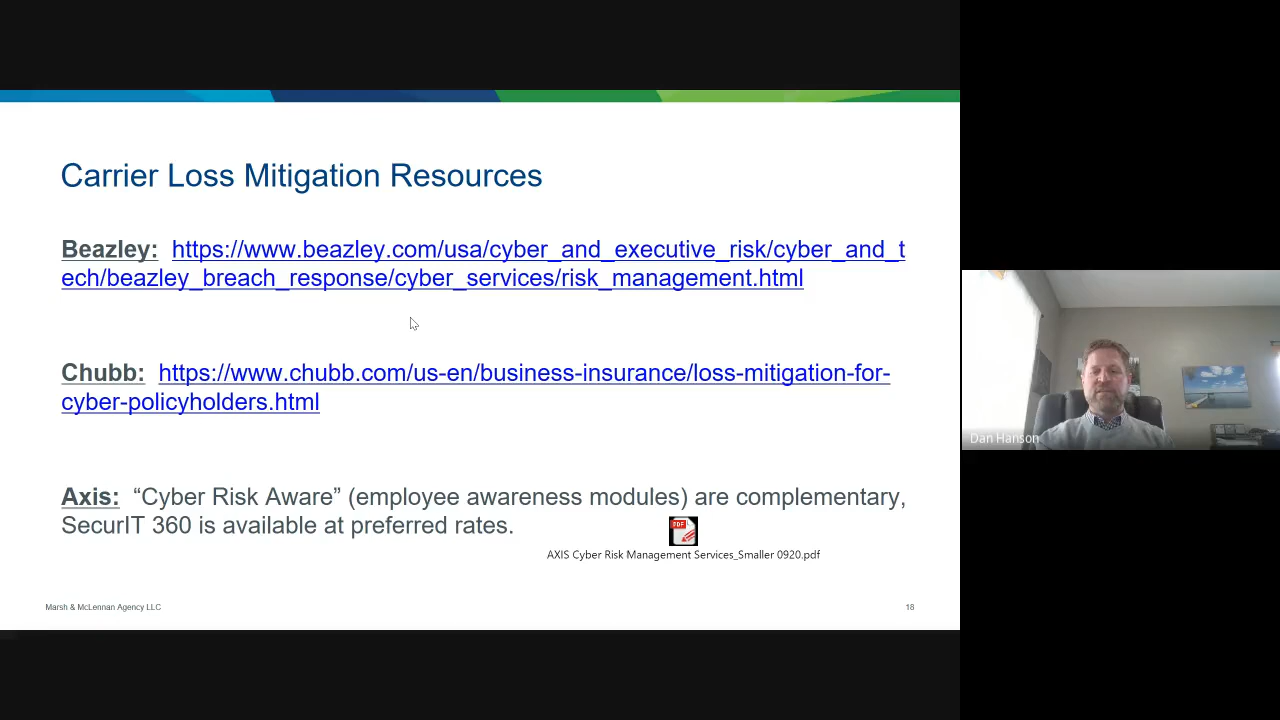 Carrier Loss Mitigation Resources
Beazley: https://www.beazley.com/usa/cyber_and_executive_risk/cyber_and_t
ech/beazley_breach_response/cyber_services/risk_management.html
Chubb: https://www.chubb.com/us-en/business-insurance/loss-mitigation-for-
cyber-policyholders.html
Axis: “Cyber Risk Aware” (employee awareness modules) are complementary,
SecurIT 360 is available at preferred rates.
PDF
AXIS Cyber Risk Management Services_Smaller 0920.pdf
Marsh & McLennan Agency LLC
18
Dan Hanson